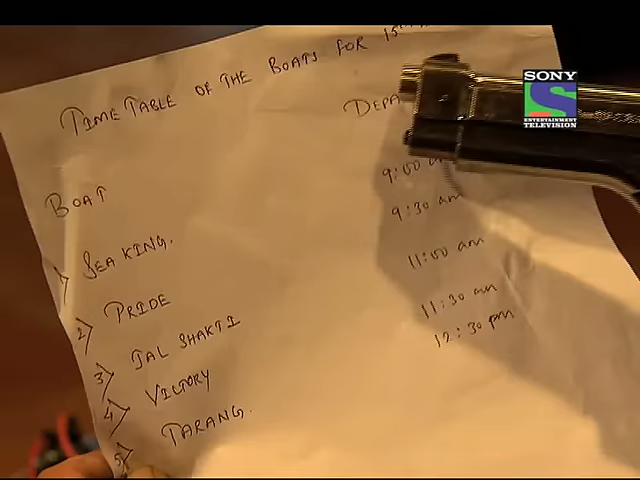 TIME TABLE OF THE BOATS FOR
BOAT
1> SEA KING. 9:00 am
2> PRIDE 9:30 am
3> JAL SHAKTI 11:00 am
4> VICTORY 11:30 am
5> TARANG. 12:30 pm
SONY
ENTERTAINMENT
TELEVISION